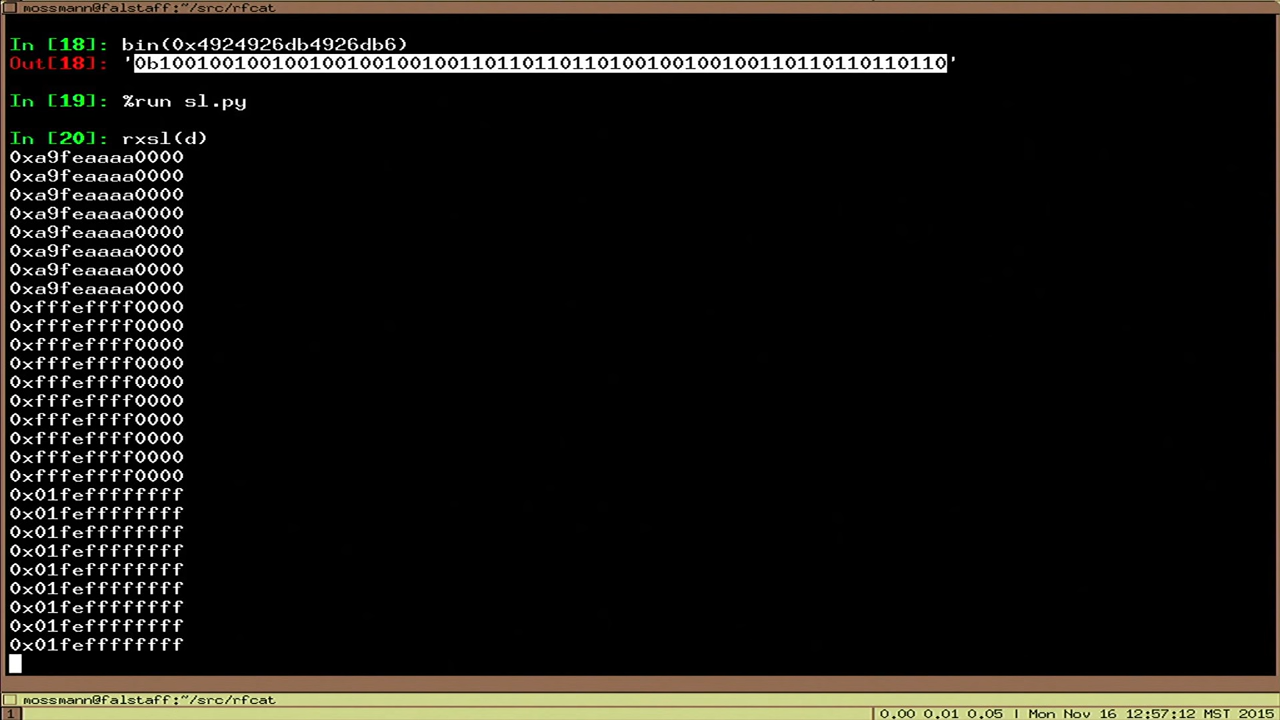 mossmann@falstaff:~/src/rfcat
In [18]: bin(0x4924926db4926db6)
Out[18]: '0b100100100100100100100100110110110110100100100100110110110110110'
In [19]: %run sl.py
In [20]: rxsl(d)
0xa9feaaaa0000
0xa9feaaaa0000
0xa9feaaaa0000
0xa9feaaaa0000
0xa9feaaaa0000
0xa9feaaaa0000
0xa9feaaaa0000
0xa9feaaaa0000
0xfffeffff0000
0xfffeffff0000
0xfffeffff0000
0xfffeffff0000
0xfffeffff0000
0xfffeffff0000
0xfffeffff0000
0xfffeffff0000
0xfffeffff0000
0xfffeffff0000
0x01feffffffff
0x01feffffffff
0x01feffffffff
0x01feffffffff
0x01feffffffff
0x01feffffffff
0x01feffffffff
0x01feffffffff
0x01feffffffff
mossmann@falstaff:~/src/rfcat
1 0.00 0.01 0.05 | Mon Nov 16 12:57:12 MST 2015